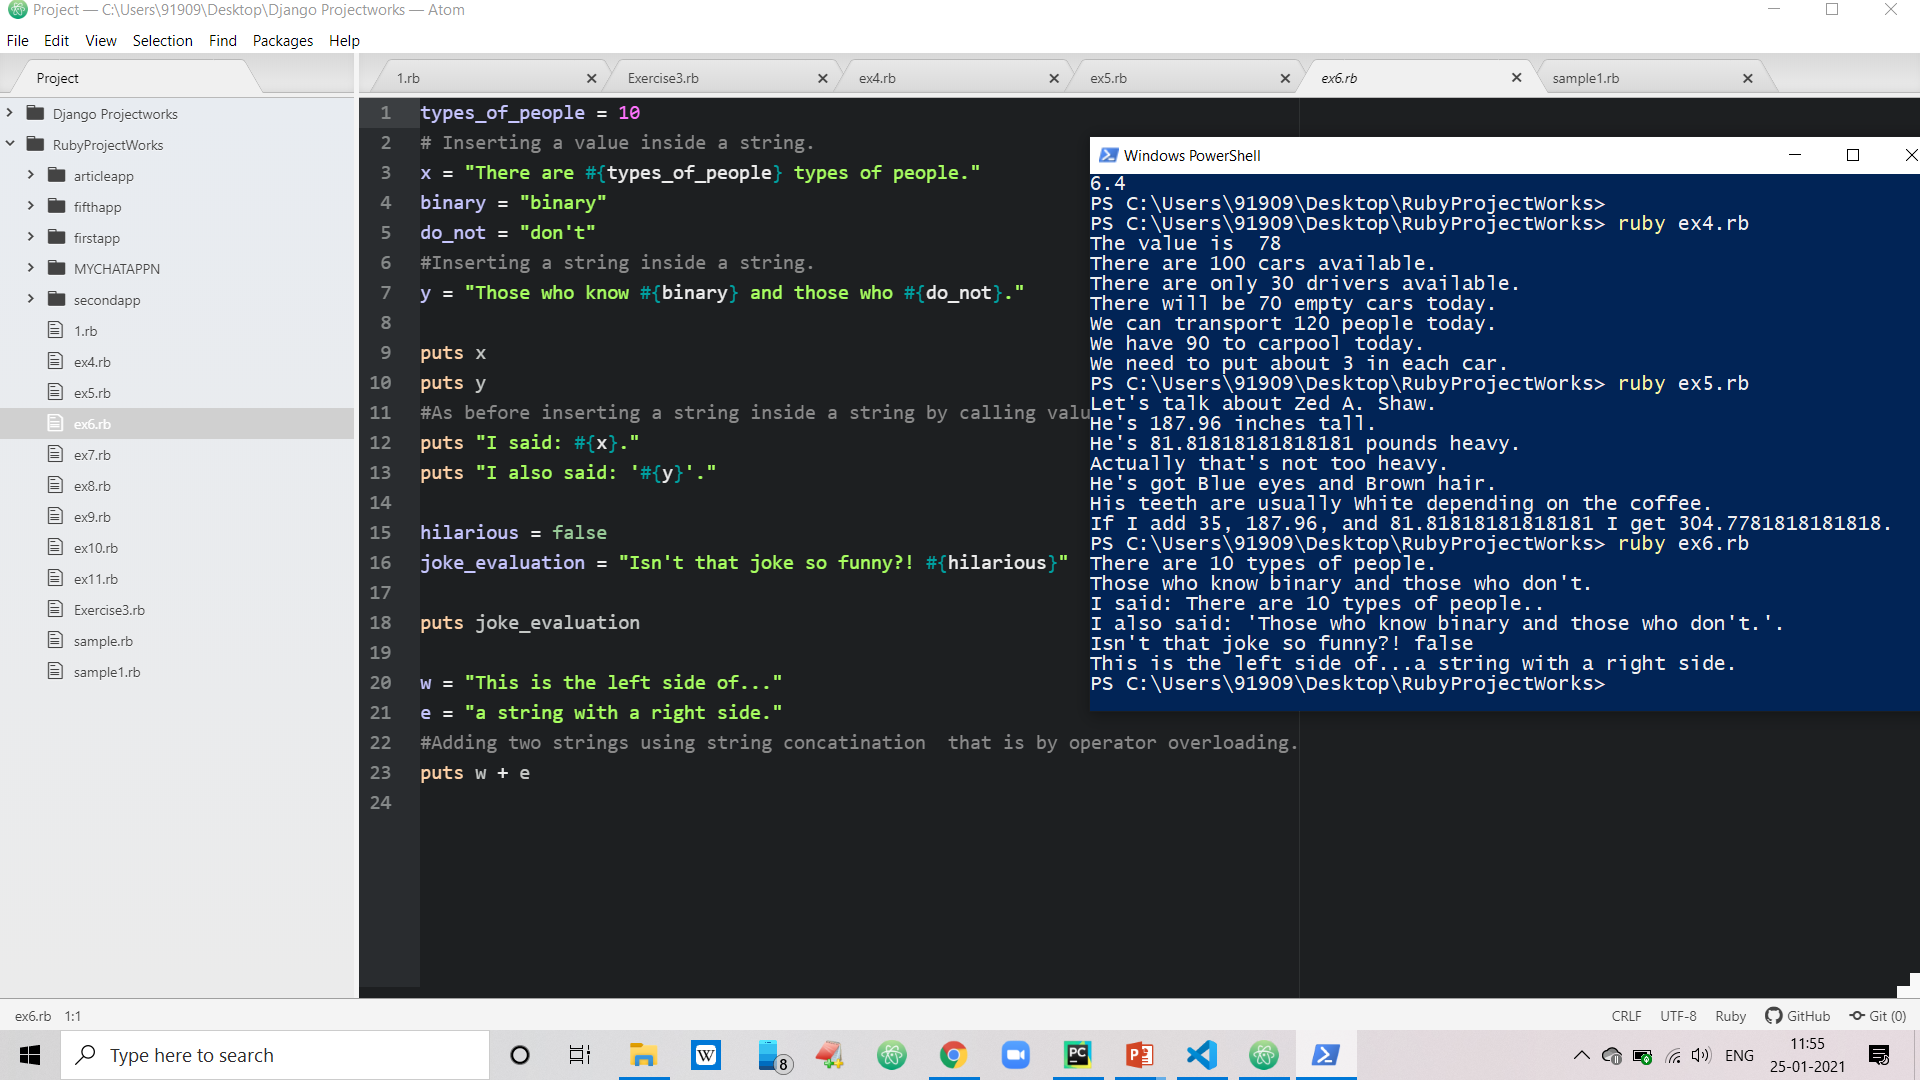 Project — C:\Users\91909\Desktop\Django Projectworks — Atom
File Edit View Selection Find Packages Help
Project
1.rb
Exercise3.rb
ex4.rb
ex5.rb
ex6.rb
sample1.rb
Django Projectworks
RubyProjectWorks
articleapp
fifthapp
firstapp
MYCHATAPPN
secondapp
1.rb
ex4.rb
ex5.rb
ex6.rb
ex7.rb
ex8.rb
ex9.rb
ex10.rb
ex11.rb
Exercise3.rb
sample.rb
sample1.rb
1 types_of_people = 10
2 # Inserting a value inside a string.
3 x = "There are #{types_of_people} types of people."
4 binary = "binary"
5 do_not = "don't"
6 #Inserting a string inside a string.
7 y = "Those who know #{binary} and those who #{do_not}."
8
9 puts x
10 puts y
11 #As before inserting a string inside a string by calling valu
12 puts "I said: #{x}."
13 puts "I also said: '#{y}'."
14
15 hilarious = false
16 joke_evaluation = "Isn't that joke so funny?! #{hilarious}"
17
18 puts joke_evaluation
19
20 w = "This is the left side of..."
21 e = "a string with a right side."
22 #Adding two strings using string concatination  that is by operator overloading.
23 puts w + e
24
Windows PowerShell
6.4
PS C:\Users\91909\Desktop\RubyProjectWorks>
PS C:\Users\91909\Desktop\RubyProjectWorks> ruby ex4.rb
The value is  78
There are 100 cars available.
There are only 30 drivers available.
There will be 70 empty cars today.
We can transport 120 people today.
We have 90 to carpool today.
We need to put about 3 in each car.
PS C:\Users\91909\Desktop\RubyProjectWorks> ruby ex5.rb
Let's talk about Zed A. Shaw.
He's 187.96 inches tall.
He's 81.81818181818181 pounds heavy.
Actually that's not too heavy.
He's got Blue eyes and Brown hair.
His teeth are usually White depending on the coffee.
If I add 35, 187.96, and 81.81818181818181 I get 304.7781818181818.
PS C:\Users\91909\Desktop\RubyProjectWorks> ruby ex6.rb
There are 10 types of people.
Those who know binary and those who don't.
I said: There are 10 types of people..
I also said: 'Those who know binary and those who don't.'.
Isn't that joke so funny?! false
This is the left side of...a string with a right side.
PS C:\Users\91909\Desktop\RubyProjectWorks>
ex6.rb 1:1
CRLF UTF-8 Ruby GitHub Git (0)
Type here to search
W
8
PC
P
ENG
11:55
25-01-2021